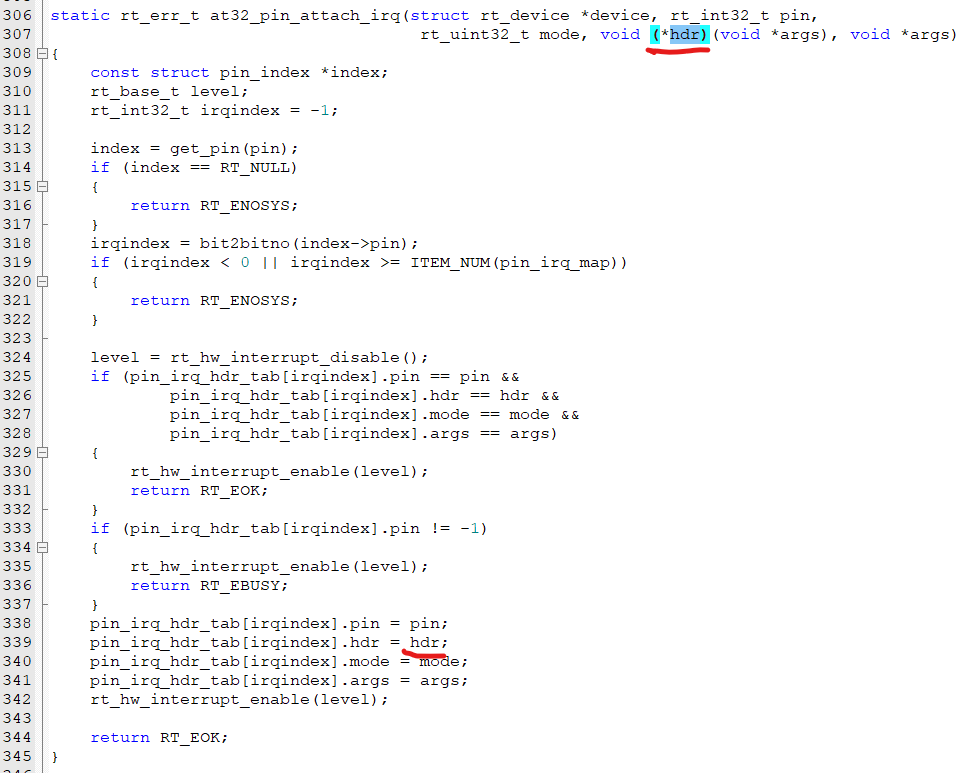 306 static rt_err_t at32_pin_attach_irq(struct rt_device *device, rt_int32_t pin,
307                                     rt_uint32_t mode, void (*hdr)(void *args), void *args)
308 {
309     const struct pin_index *index;
310     rt_base_t level;
311     rt_int32_t irqindex = -1;
312
313     index = get_pin(pin);
314     if (index == RT_NULL)
315     {
316         return RT_ENOSYS;
317     }
318     irqindex = bit2bitno(index->pin);
319     if (irqindex < 0 || irqindex >= ITEM_NUM(pin_irq_map))
320     {
321         return RT_ENOSYS;
322     }
323
324     level = rt_hw_interrupt_disable();
325     if (pin_irq_hdr_tab[irqindex].pin == pin &&
326             pin_irq_hdr_tab[irqindex].hdr == hdr &&
327             pin_irq_hdr_tab[irqindex].mode == mode &&
328             pin_irq_hdr_tab[irqindex].args == args)
329     {
330         rt_hw_interrupt_enable(level);
331         return RT_EOK;
332     }
333     if (pin_irq_hdr_tab[irqindex].pin != -1)
334     {
335         rt_hw_interrupt_enable(level);
336         return RT_EBUSY;
337     }
338     pin_irq_hdr_tab[irqindex].pin = pin;
339     pin_irq_hdr_tab[irqindex].hdr = hdr;
340     pin_irq_hdr_tab[irqindex].mode = mode;
341     pin_irq_hdr_tab[irqindex].args = args;
342     rt_hw_interrupt_enable(level);
343
344     return RT_EOK;
345 }